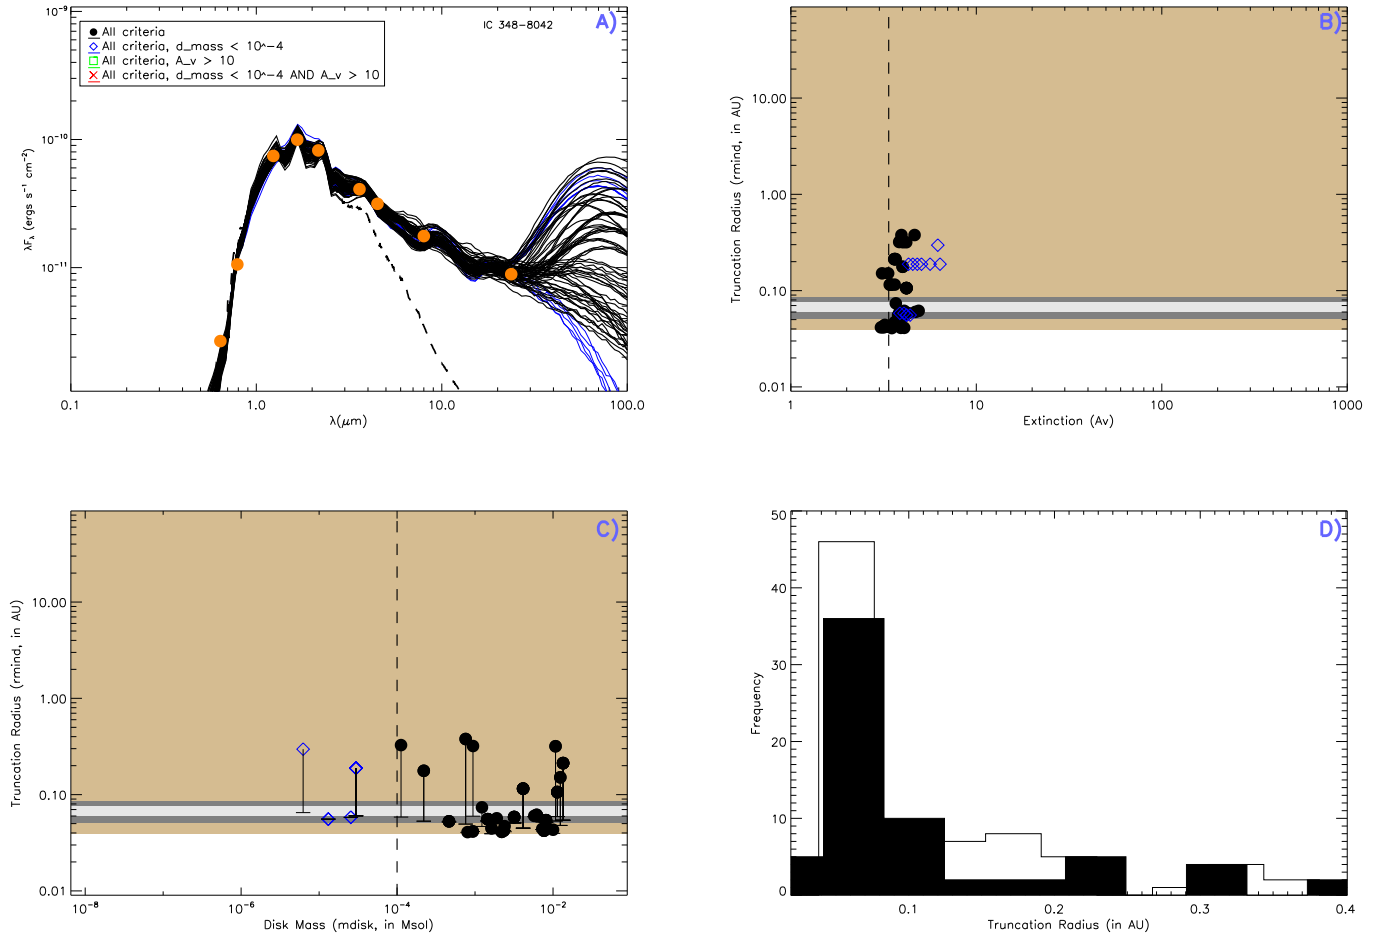 10⁻⁹
10⁻¹⁰
10⁻¹¹
λFλ (ergs s⁻¹ cm⁻²)
IC 348-8042
A)
All criteria
All criteria, d_mass < 10^-4
All criteria, A_v > 10
All criteria, d_mass < 10^-4 AND A_v > 10
0.1 1.0 10.0 100.0
λ(μm)
B)
10.00
1.00
0.10
0.01
Truncation Radius (rmind, in AU)
1 10 100 1000
Extinction (Av)
C)
10.00
1.00
0.10
0.01
Truncation Radius (rmind, in AU)
10⁻⁸ 10⁻⁶ 10⁻⁴ 10⁻²
Disk Mass (mdisk, in Msol)
D)
50
40
30
20
10
0
Frequency
0.1 0.2 0.3 0.4
Truncation Radius (in AU)